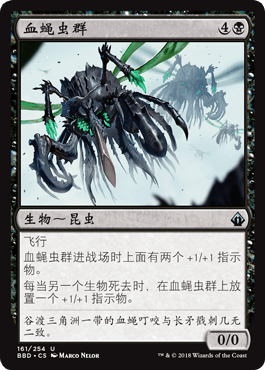 血蝇虫群
4
生物～昆虫
飞行
血蝇虫群进战场时上面有两个 +1/+1 指示
物。
每当另一个生物死去时，在血蝇虫群上放
置一个 +1/+1 指示物。
谷渡三角洲一带的血蝇叮咬与长矛戳刺几无
二致。
0/0
161/254 U
BBD • CS MARCO NELOR
™ & © 2018 Wizards of the Coast